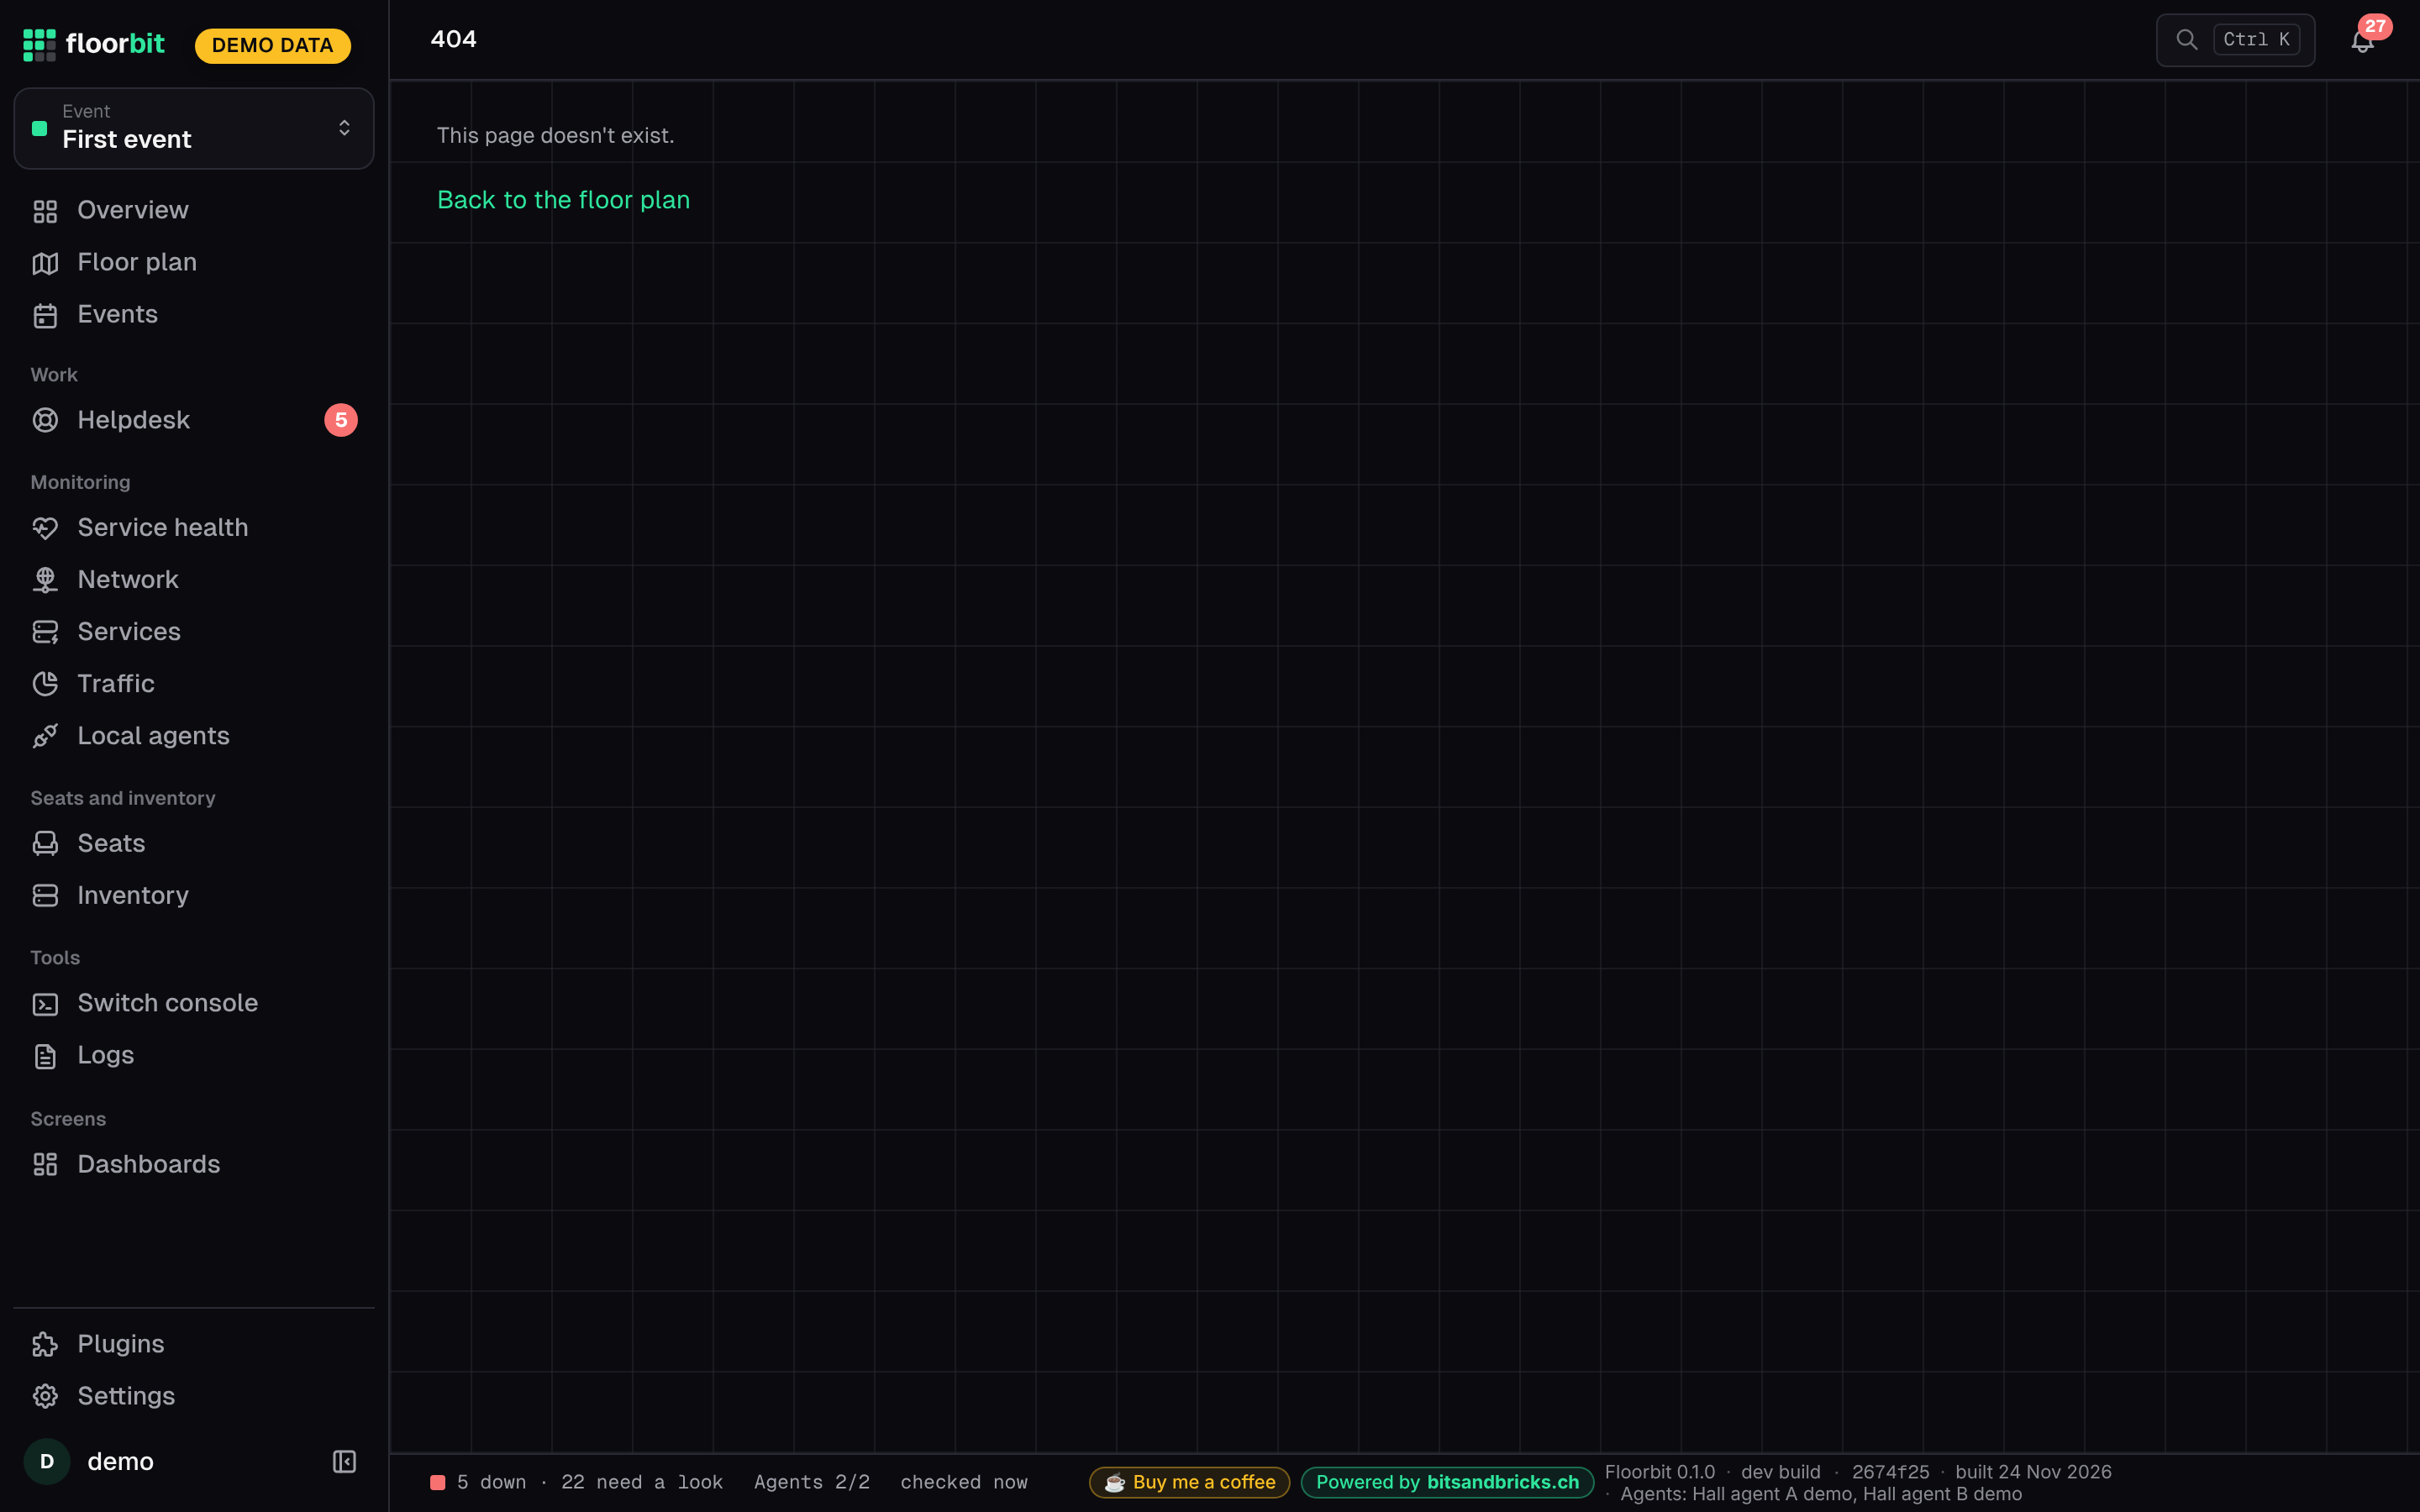 floorbit
DEMO DATA
Event
First event
Overview
Floor plan
Events
Work
Helpdesk
5
Monitoring
Service health
Network
Services
Traffic
Local agents
Seats and inventory
Seats
Inventory
Tools
Switch console
Logs
Screens
Dashboards
Plugins
Settings
D
demo
404
Ctrl K
27
This page doesn't exist.
Back to the floor plan
5 down · 22 need a look
Agents 2/2
checked now
☕ Buy me a coffee
Powered by bitsandbricks.ch
Floorbit 0.1.0 · dev build · 2674f25 · built 24 Nov 2026
· Agents: Hall agent A demo, Hall agent B demo